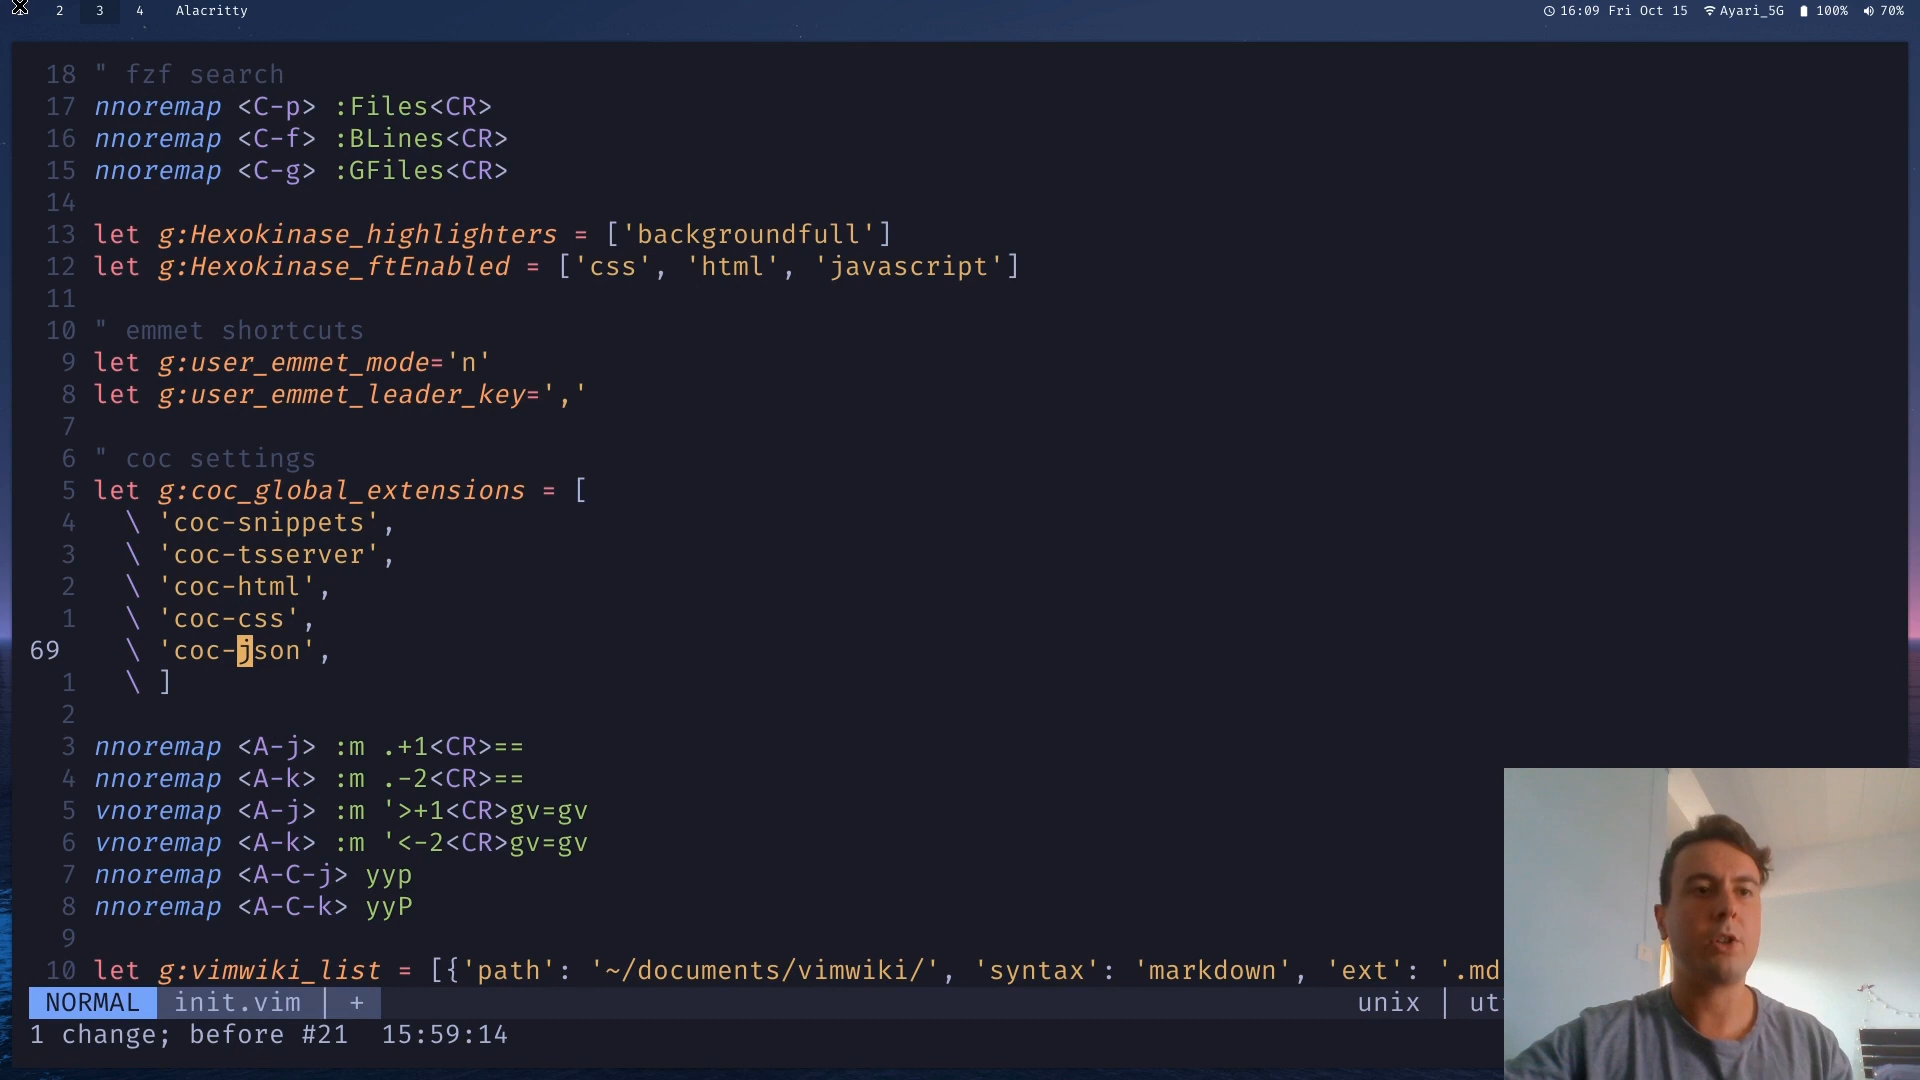 2 3 4 Alacritty 16:09 Fri Oct 15 Ayari_5G 100% 70%
18 " fzf search
17 nnoremap <C-p> :Files<CR>
16 nnoremap <C-f> :BLines<CR>
15 nnoremap <C-g> :GFiles<CR>
14
13 let g:Hexokinase_highlighters = ['backgroundfull']
12 let g:Hexokinase_ftEnabled = ['css', 'html', 'javascript']
11
10 " emmet shortcuts
9 let g:user_emmet_mode='n'
8 let g:user_emmet_leader_key=','
7
6 " coc settings
5 let g:coc_global_extensions = [
4 \ 'coc-snippets',
3 \ 'coc-tsserver',
2 \ 'coc-html',
1 \ 'coc-css',
69 \ 'coc-json',
1 \ ]
2
3 nnoremap <A-j> :m .+1<CR>==
4 nnoremap <A-k> :m .-2<CR>==
5 vnoremap <A-j> :m '>+1<CR>gv=gv
6 vnoremap <A-k> :m '<-2<CR>gv=gv
7 nnoremap <A-C-j> yyp
8 nnoremap <A-C-k> yyP
9
10 let g:vimwiki_list = [{'path': '~/documents/vimwiki/', 'syntax': 'markdown', 'ext': '.md
NORMAL init.vim | + unix | ut
1 change; before #21 15:59:14